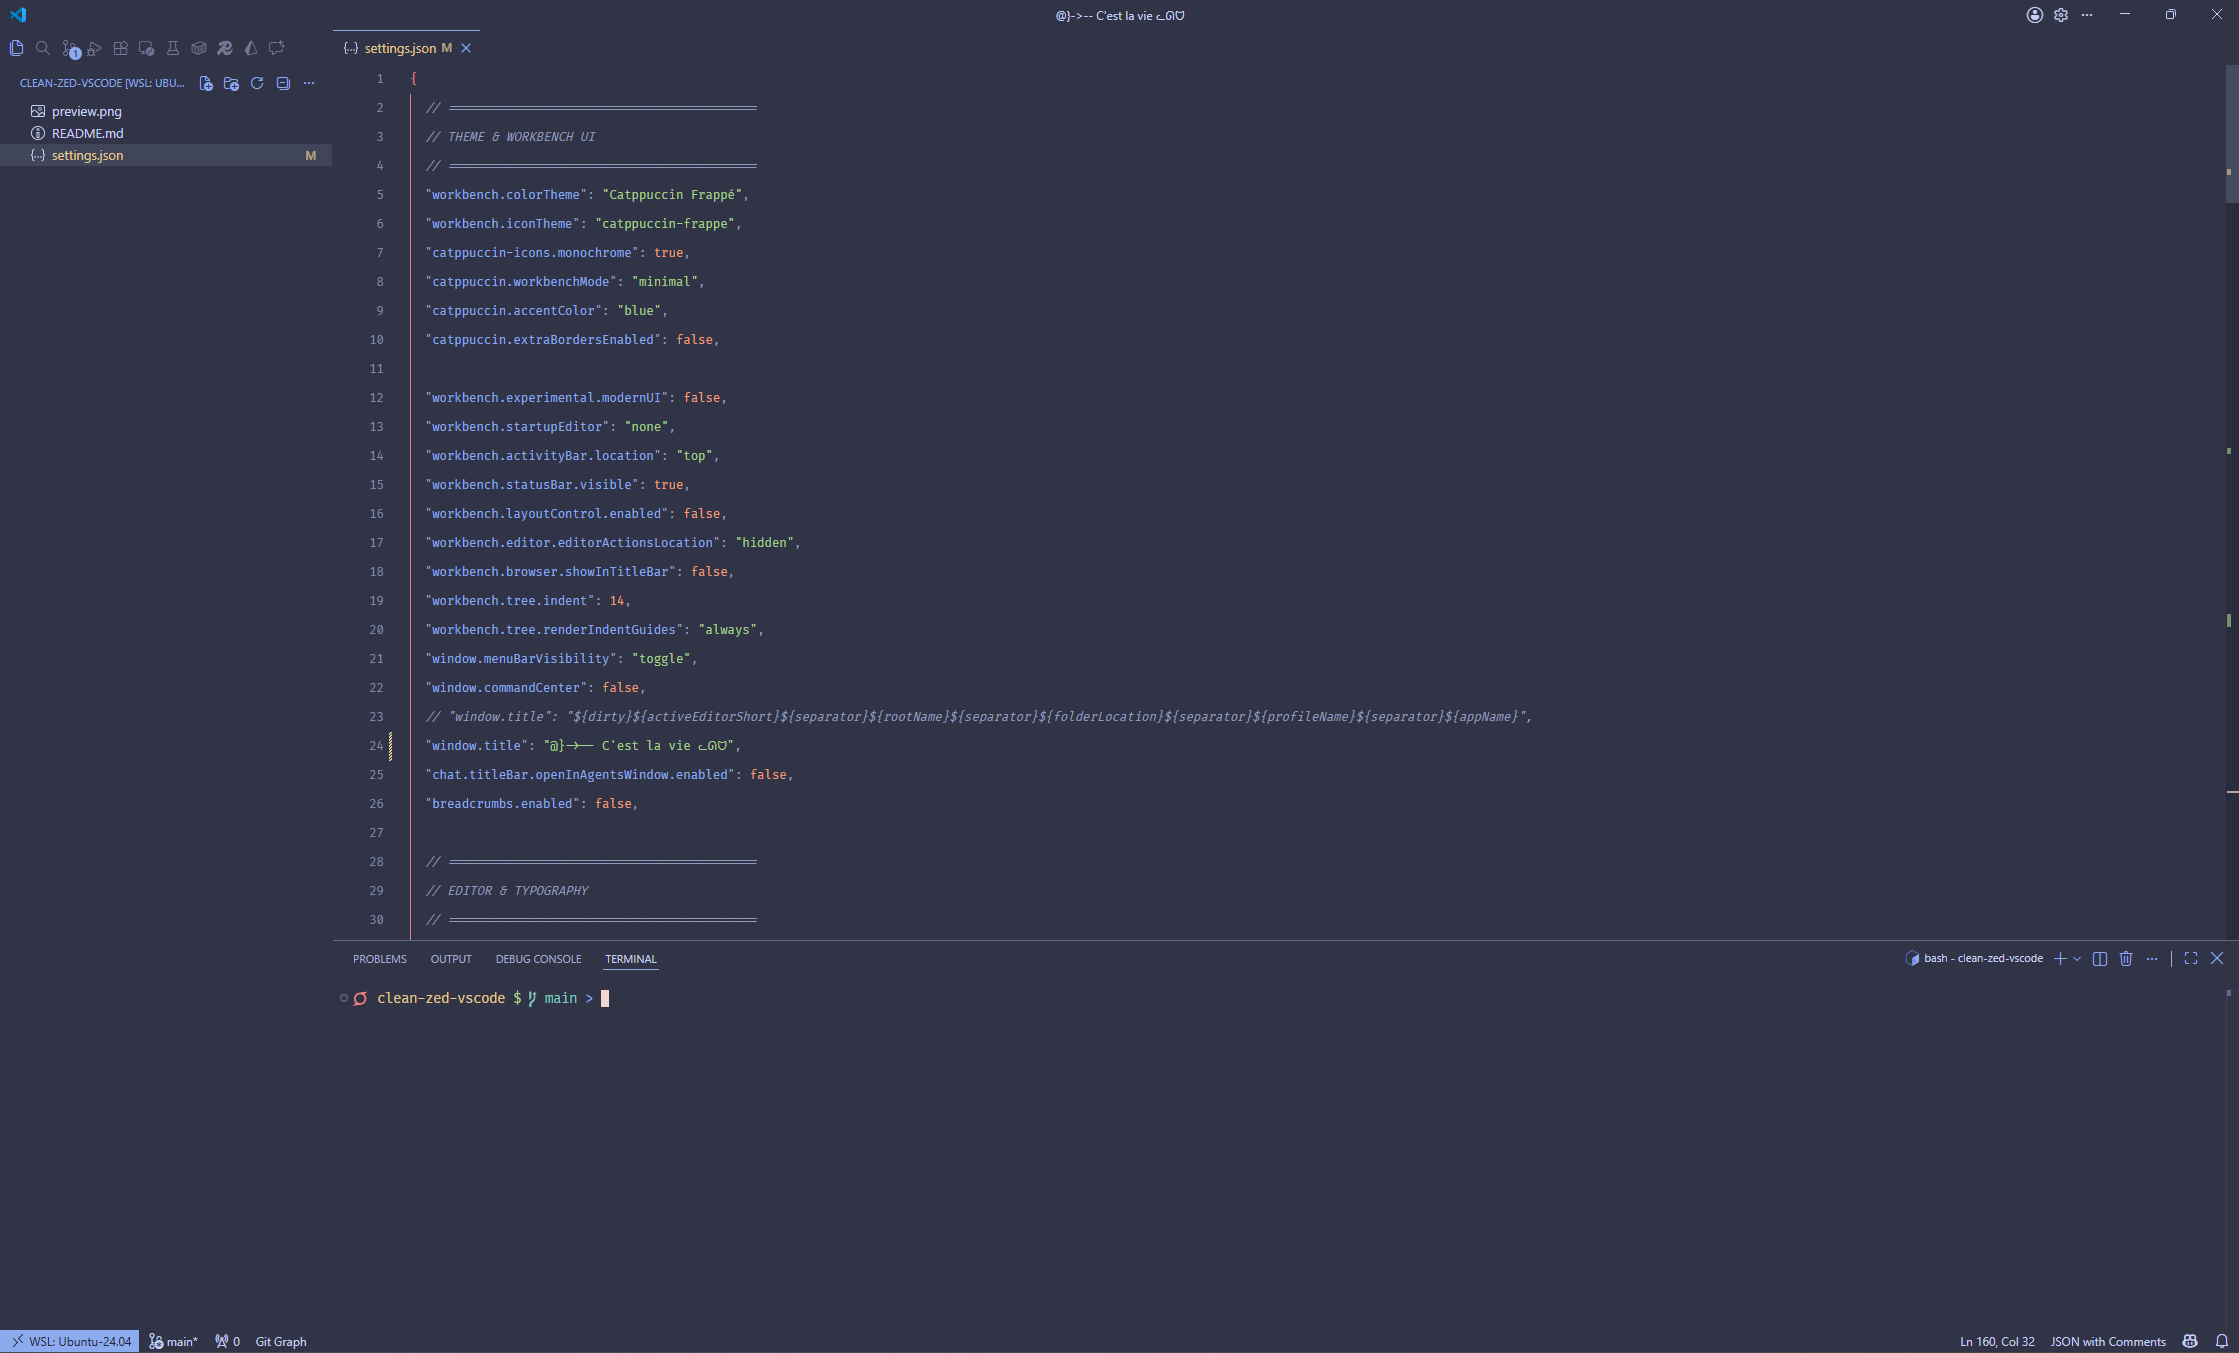 @}->-- C'est la vie ᓚᘏᗢ
1
settings.json M
CLEAN-ZED-VSCODE [WSL: UBU...
preview.png
README.md
settings.json M
1 {
2 // ==========================================
3 // THEME & WORKBENCH UI
4 // ==========================================
5 "workbench.colorTheme": "Catppuccin Frappé",
6 "workbench.iconTheme": "catppuccin-frappe",
7 "catppuccin-icons.monochrome": true,
8 "catppuccin.workbenchMode": "minimal",
9 "catppuccin.accentColor": "blue",
10 "catppuccin.extraBordersEnabled": false,
11
12 "workbench.experimental.modernUI": false,
13 "workbench.startupEditor": "none",
14 "workbench.activityBar.location": "top",
15 "workbench.statusBar.visible": true,
16 "workbench.layoutControl.enabled": false,
17 "workbench.editor.editorActionsLocation": "hidden",
18 "workbench.browser.showInTitleBar": false,
19 "workbench.tree.indent": 14,
20 "workbench.tree.renderIndentGuides": "always",
21 "window.menuBarVisibility": "toggle",
22 "window.commandCenter": false,
23 // "window.title": "${dirty}${activeEditorShort}${separator}${rootName}${separator}${folderLocation}${separator}${profileName}${separator}${appName}",
24 "window.title": "@}->-- C'est la vie ᓚᘏᗢ",
25 "chat.titleBar.openInAgentsWindow.enabled": false,
26 "breadcrumbs.enabled": false,
27
28 // ==========================================
29 // EDITOR & TYPOGRAPHY
30 // ==========================================
PROBLEMS OUTPUT DEBUG CONSOLE TERMINAL
bash - clean-zed-vscode
clean-zed-vscode $ main >
WSL: Ubuntu-24.04 main* 0 Git Graph
Ln 160, Col 32 JSON with Comments